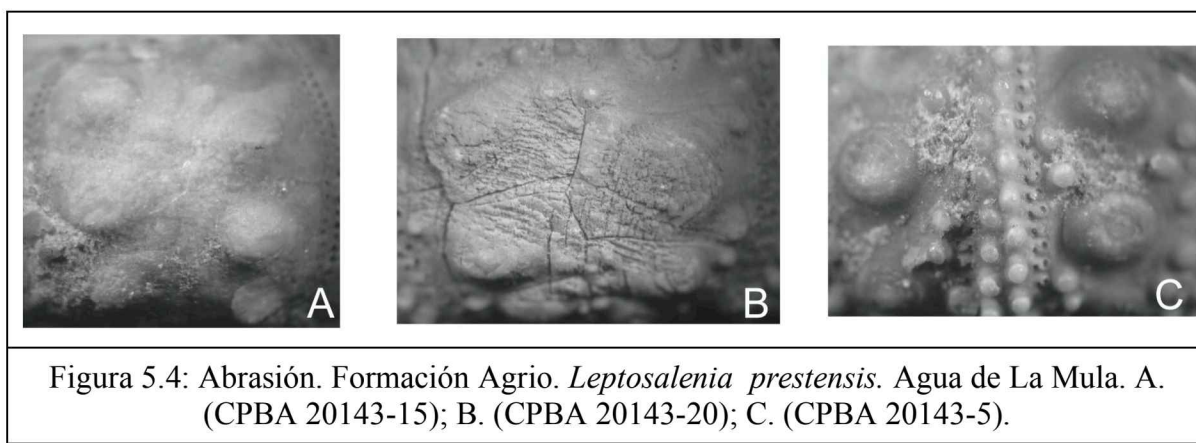 A
B
C
Figura 5.4: Abrasión. Formación Agrio. Leptosalenia prestensis. Agua de La Mula. A.
(CPBA 20143-15); B. (CPBA 20143-20); C. (CPBA 20143-5).